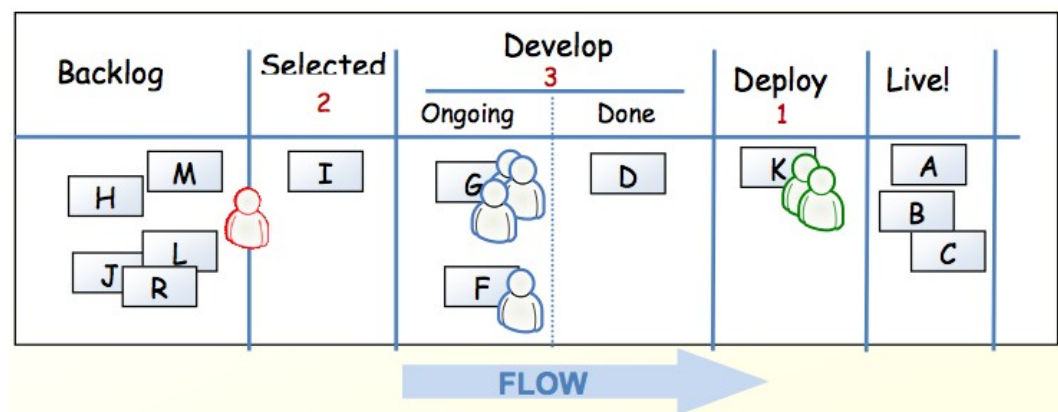 Backlog
Selected
2
Develop
3
Ongoing
Done
Deploy
1
Live!
M
H
L
J
R
I
G
F
D
K
A
B
C
FLOW